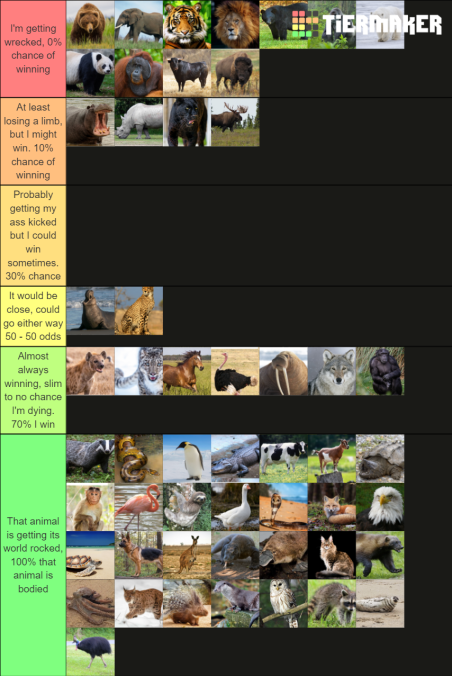 TIERMAKER
I'm getting
wrecked, 0%
chance of
winning
At least
losing a limb,
but I might
win. 10%
chance of
winning
Probably
getting my
ass kicked
but I could
win
sometimes.
30% chance
It would be
close, could
go either way
50 - 50 odds
Almost
always
winning, slim
to no chance
I'm dying.
70% I win
That animal
is getting its
world rocked,
100% that
animal is
bodied